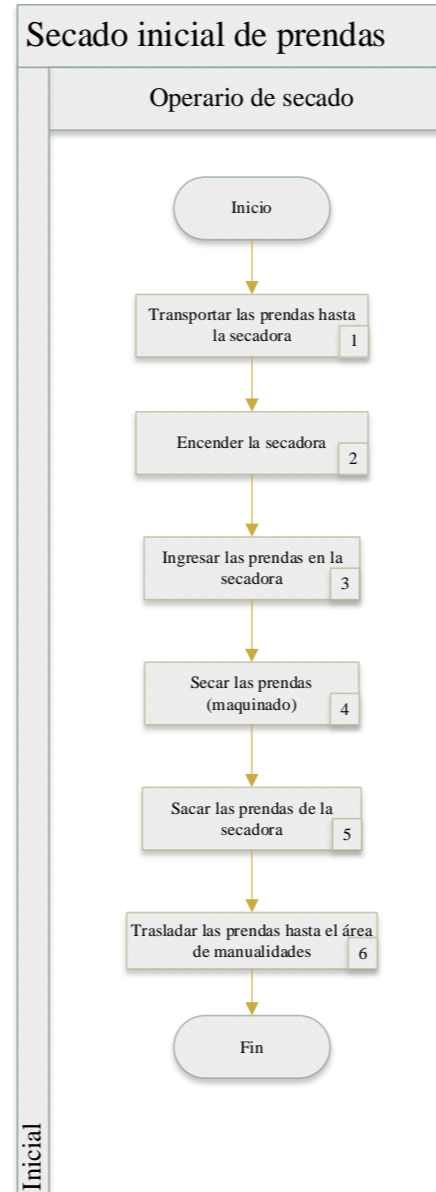 Secado inicial de prendas
Operario de secado
Inicio
Transportar las prendas hasta
la secadora
1
Encender la secadora
2
Ingresar las prendas en la
secadora
3
Secar las prendas
(maquinado)
4
Sacar las prendas de la
secadora
5
Trasladar las prendas hasta el área
de manualidades
6
Fin
Inicial